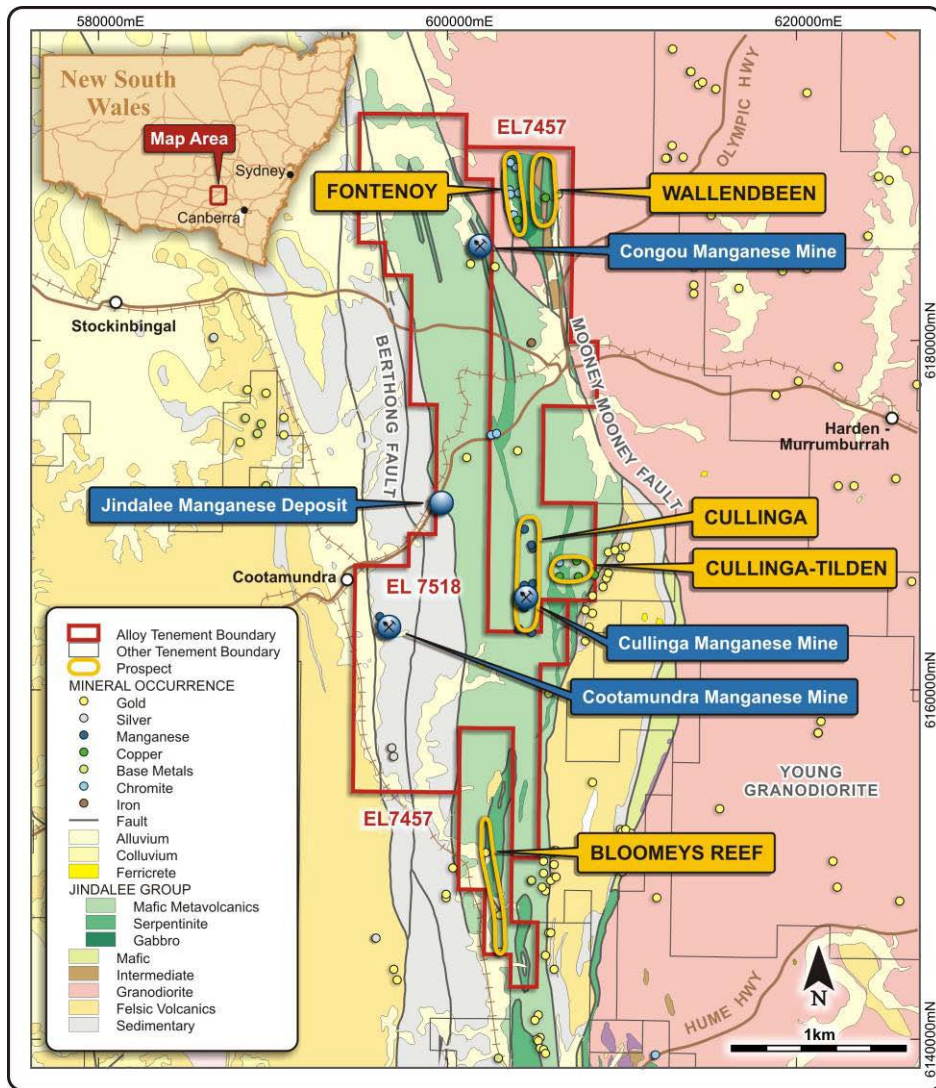 580000mE
600000mE
620000mE
New South
Wales
Map Area
Sydney
Canberra
EL7457
OLYMPIC HWY
FONTENOY
WALLENDBEEN
Congou Manganese Mine
Stockinbingal
6180000mN
BERTHONG FAULT
MOONEY MOONEY FAULT
Harden -
Murrumburrah
Jindalee Manganese Deposit
CULLINGA
CULLINGA-TILDEN
Cootamundra
EL 7518
Cullinga Manganese Mine
Cootamundra Manganese Mine
6160000mN
YOUNG
GRANODIORITE
EL7457
BLOOMEYS REEF
Alloy Tenement Boundary
Other Tenement Boundary
Prospect
MINERAL OCCURRENCE
Gold
Silver
Manganese
Copper
Base Metals
Chromite
Iron
Fault
Alluvium
Colluvium
Ferricrete
JINDALEE GROUP
Mafic Metavolcanics
Serpentinite
Gabbro
Mafic
Intermediate
Granodiorite
Felsic Volcanics
Sedimentary
N
HUME HWY
1km
6140000mN